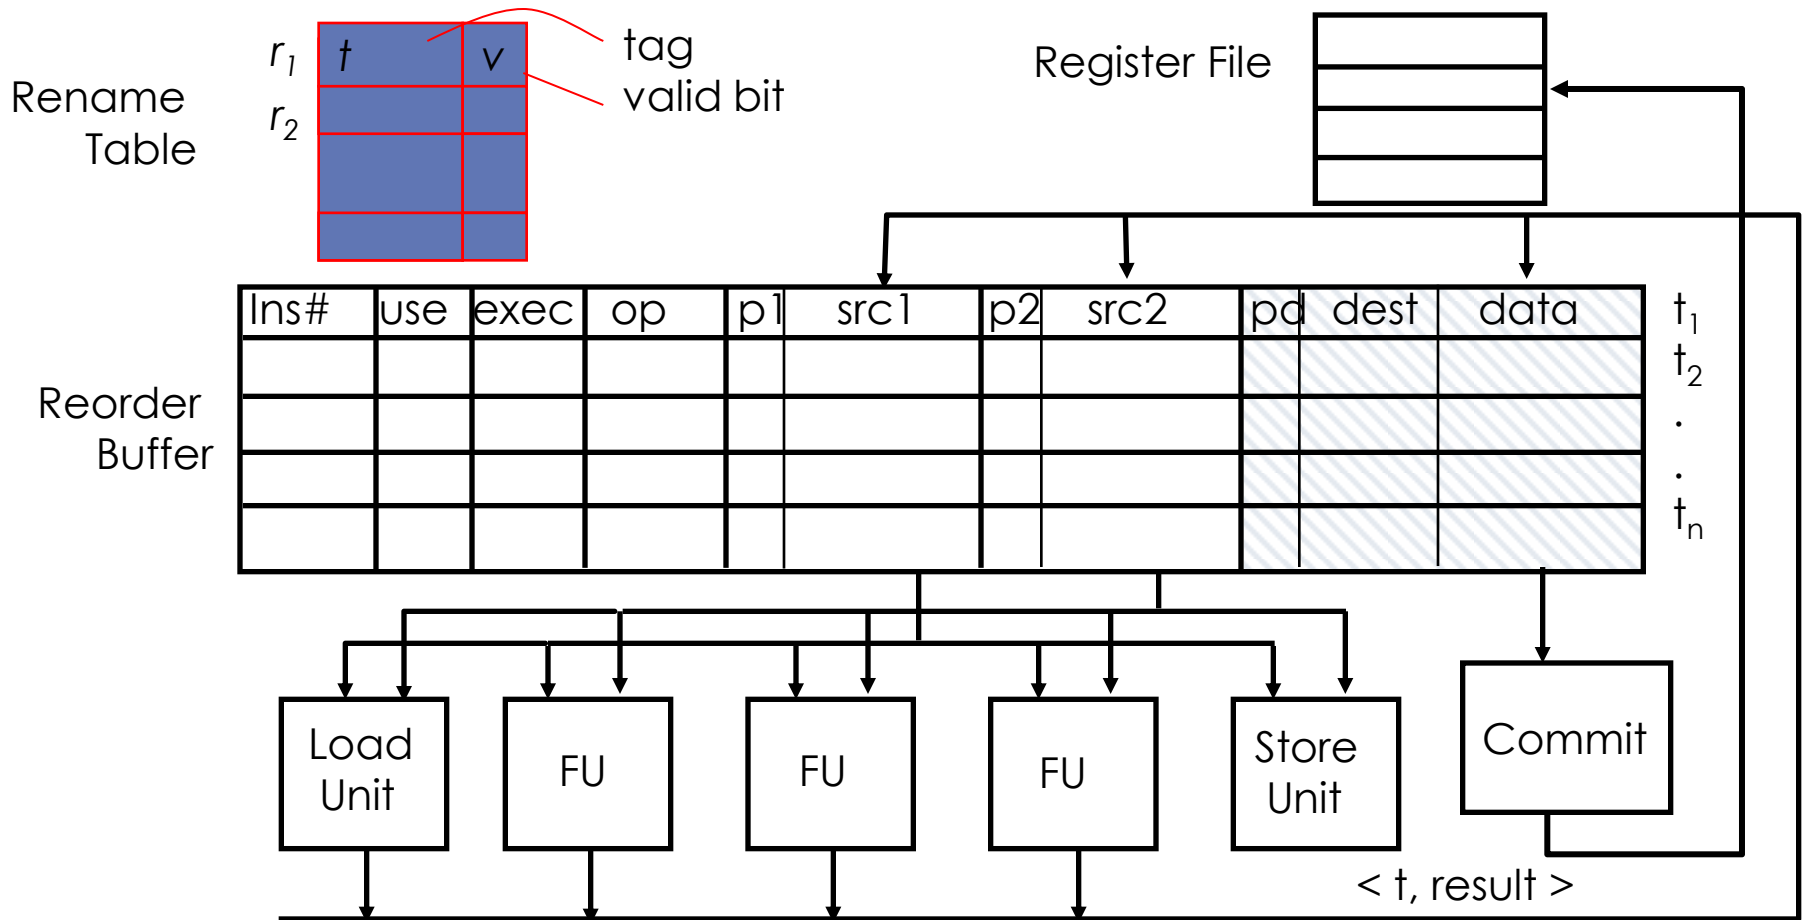 r1 t v
tag
valid bit
Rename
Table
r2
Register File
Ins# use exec op p1 src1 p2 src2 pd dest data t1
t2
.
.
tn
Reorder
Buffer
Load
Unit
FU
FU
FU
Store
Unit
Commit
< t, result >